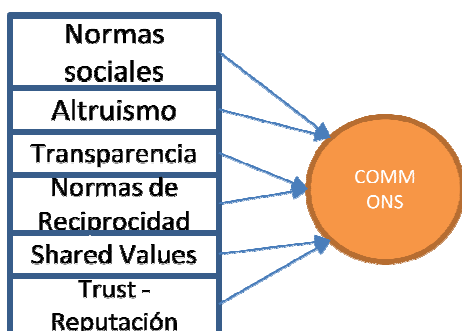 Normas
sociales
Altruismo
Transparencia
Normas de
Reciprocidad
Shared Values
Trust -
Reputación
COMM
ONS